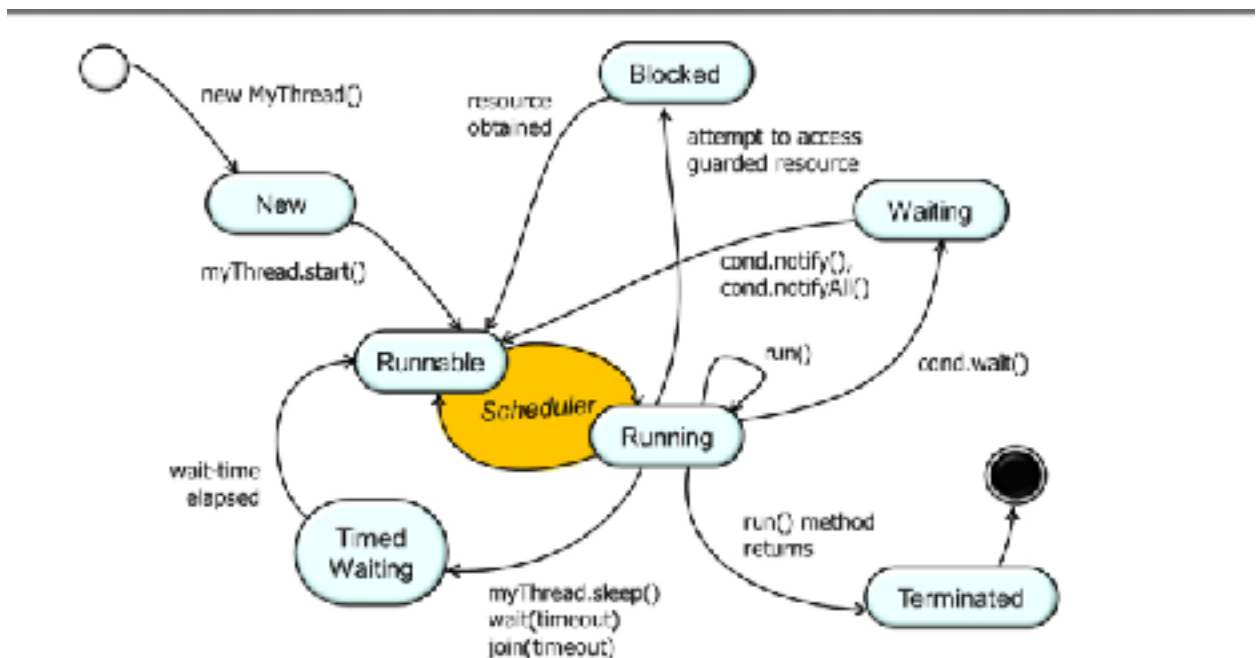 new MyThread()
New
myThread.start()
resource
obtained
Blocked
attempt to access
guarded resource
Waiting
cond.notify(),
cond.notifyAll()
cond.wait()
Runnable
Scheduler
run()
Running
wait-time
elapsed
Timed
Waiting
myThread.sleep()
wait(timeout)
join(timeout)
run() method
returns
Terminated